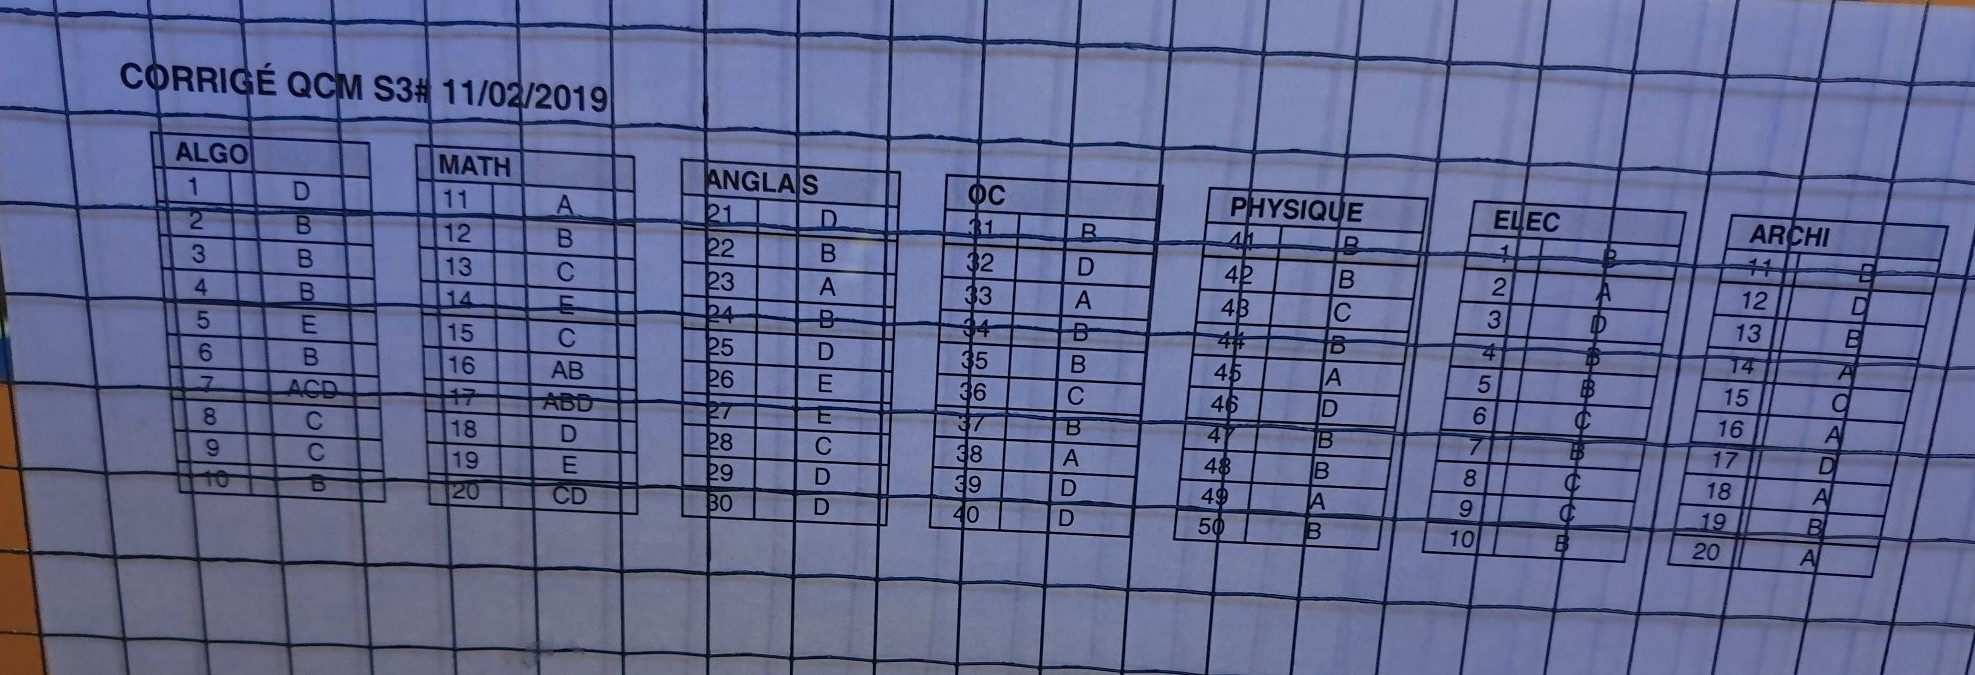 CORRIGÉ QCM S3# 11/02/2019
ALGO
1 D
2 B
3 B
4 B
5 E
6 B
7 ACD
8 C
9 C
10 B
MATH
11 A
12 B
13 C
14 E
15 C
16 AB
17 ABD
18 D
19 E
20 CD
ANGLAIS
21 D
22 B
23 A
24 B
25 D
26 E
27 E
28 C
29 D
30 D
OC
31 B
32 D
33 A
34 B
35 B
36 C
37 B
38 A
39 D
40 D
PHYSIQUE
41 B
42 B
43 C
44 B
45 A
46 D
47 B
48 B
49 A
50 B
ELEC
1 B
2 A
3 D
4 B
5 B
6 C
7 B
8 C
9 C
10 B
ARCHI
11
12 D
13 B
14 A
15 C
16 A
17 D
18 A
19 B
20 A